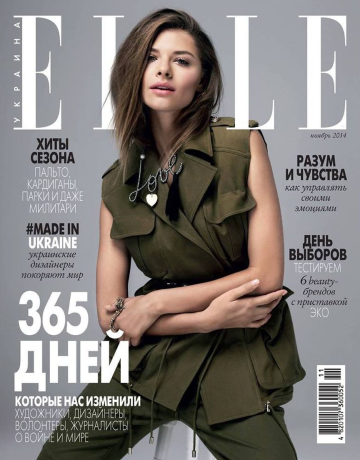 УКРАИНА
ELLE
ноябрь 2014
ХИТЫ
СЕЗОНА
ПАЛЬТО,
КАРДИГАНЫ,
ПАРКИ И ДАЖЕ
МИЛИТАРИ
#MADE IN
UKRAINE
украинские
дизайнеры
покоряют мир
365
ДНЕЙ
КОТОРЫЕ НАС ИЗМЕНИЛИ
ХУДОЖНИКИ, ДИЗАЙНЕРЫ,
ВОЛОНТЕРЫ, ЖУРНАЛИСТЫ
О ВОЙНЕ И МИРЕ
Love
РАЗУМ
И ЧУВСТВА
как управлять
своими
эмоциями
ДЕНЬ
ВЫБОРОВ
ТЕСТИРУЕМ
6 beauty-
брендов
с приставкой
ЭКО
11